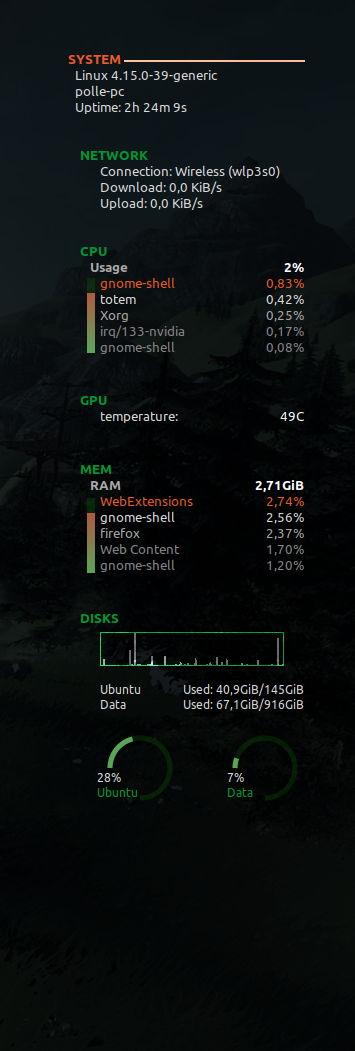 SYSTEM
Linux 4.15.0-39-generic
polle-pc
Uptime: 2h 24m 9s
NETWORK
Connection: Wireless (wlp3s0)
Download: 0,0 KiB/s
Upload: 0,0 KiB/s
CPU
Usage 2%
gnome-shell 0,83%
totem 0,42%
Xorg 0,25%
irq/133-nvidia 0,17%
gnome-shell 0,08%
GPU
temperature: 49C
MEM
RAM 2,71GiB
WebExtensions 2,74%
gnome-shell 2,56%
firefox 2,37%
Web Content 1,70%
gnome-shell 1,20%
DISKS
Ubuntu Used: 40,9GiB/145GiB
Data Used: 67,1GiB/916GiB
28% 7%
Ubuntu Data